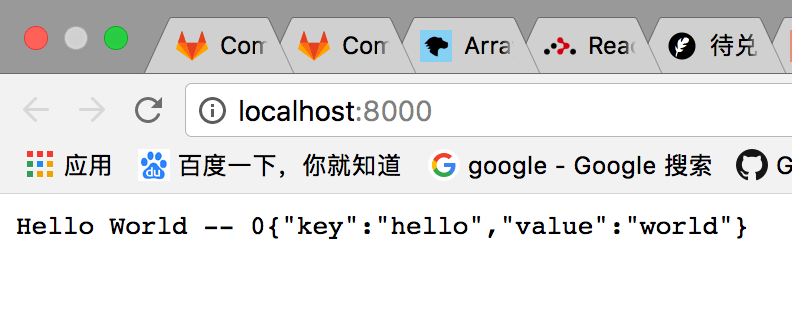 Com Com Arra Reac 待兑
localhost:8000
应用 du 百度一下，你就知道 google - Google 搜索 G
Hello World -- 0{"key":"hello","value":"world"}